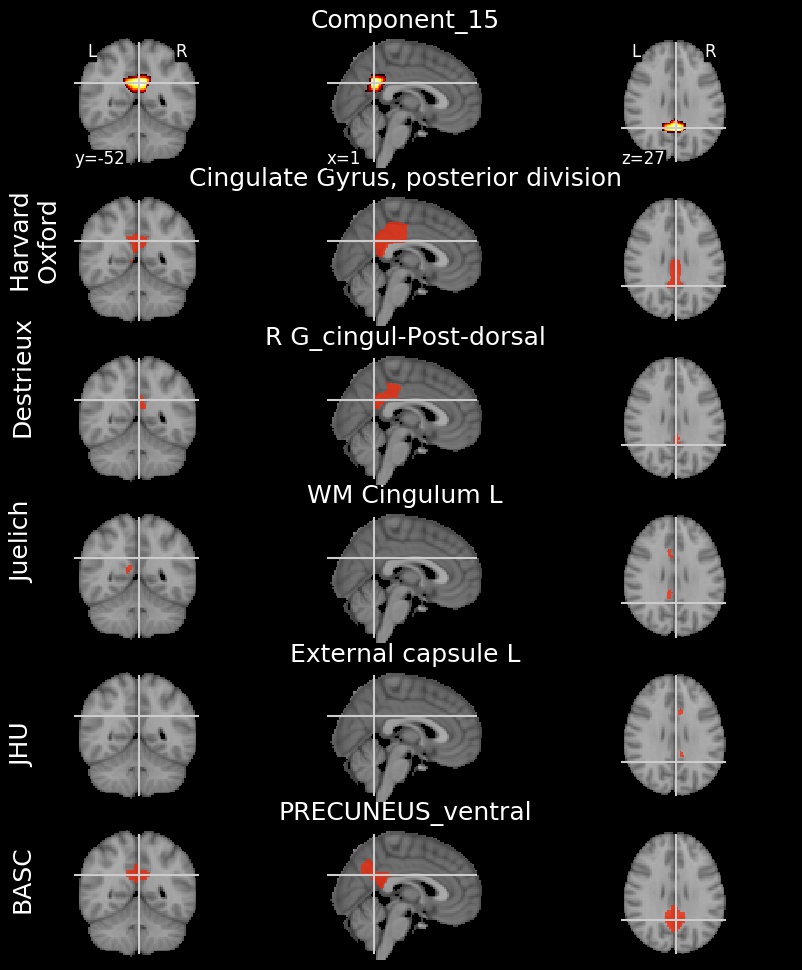 Component_15
L R L R
y=-52 x=1 z=27
Cingulate Gyrus, posterior division
Harvard
Oxford
R G_cingul-Post-dorsal
Destrieux
WM Cingulum L
Juelich
External capsule L
JHU
PRECUNEUS_ventral
BASC